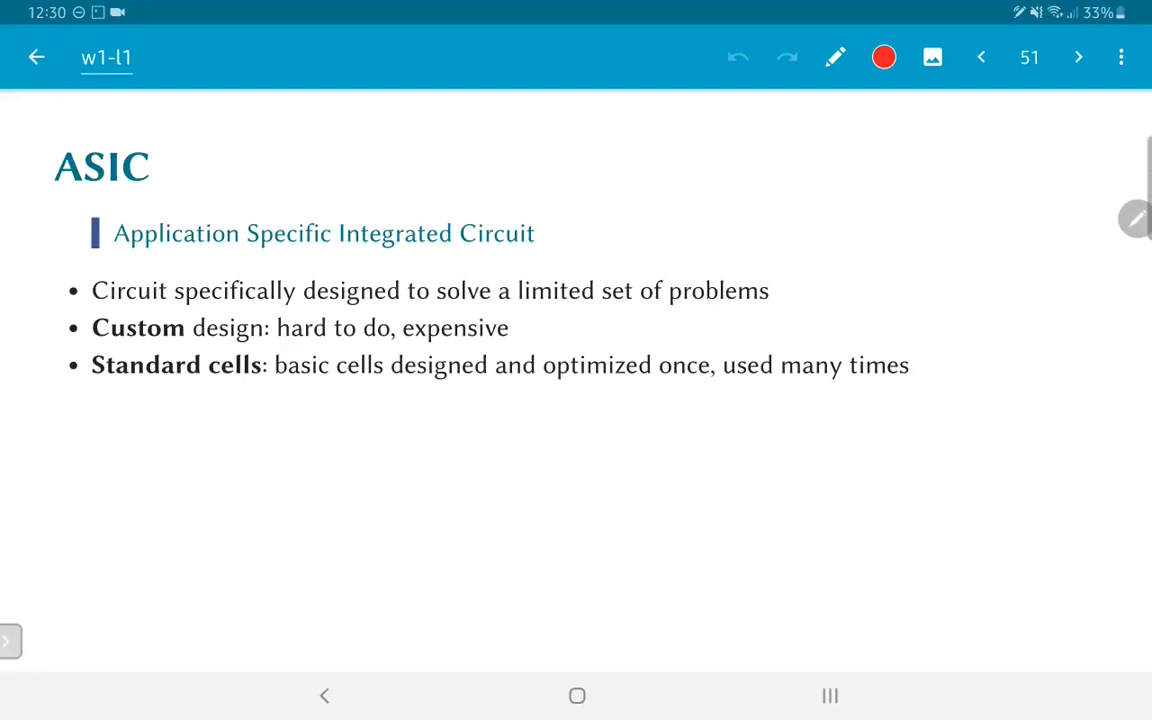 12:30 33%
w1-l1 51
ASIC
Application Specific Integrated Circuit
• Circuit specifically designed to solve a limited set of problems
• Custom design: hard to do, expensive
• Standard cells: basic cells designed and optimized once, used many times